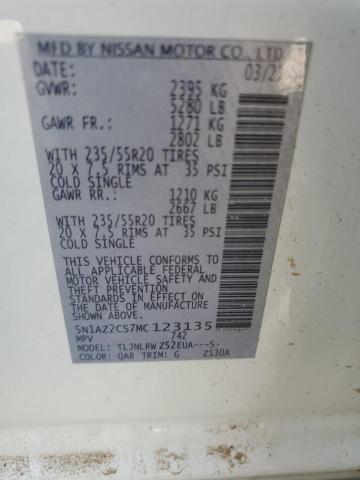 MFD BY NISSAN MOTOR CO., LTD.
DATE: 03/21
GVWR: 2395 KG
5280 LB
GAWR FR.: 1271 KG
2802 LB
WITH 235/55R20 TIRES
20 X 7.5 RIMS AT 35 PSI
COLD SINGLE
GAWR RR.: 1210 KG
2667 LB
WITH 235/55R20 TIRES
20 X 7.5 RIMS AT 35 PSI
COLD SINGLE
THIS VEHICLE CONFORMS TO
ALL APPLICABLE FEDERAL
MOTOR VEHICLE SAFETY
AND THEFT PREVENTION
STANDARDS IN EFFECT ON
THE DATE OF MANUFACTURE
SHOWN ABOVE.
5N1AZ2CS7MC123135
MPV 742
MODEL: TLJNLRWZ52EUA---S-
COLOR: QAB TRIM: G ZS30A